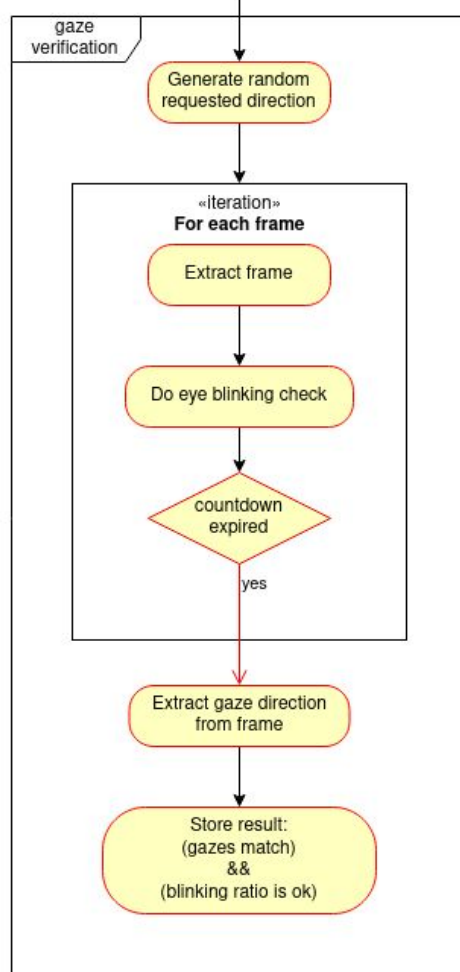 gaze
verification
Generate random
requested direction
«iteration»
For each frame
Extract frame
Do eye blinking check
countdown
expired
yes
Extract gaze direction
from frame
Store result:
(gazes match)
&&
(blinking ratio is ok)